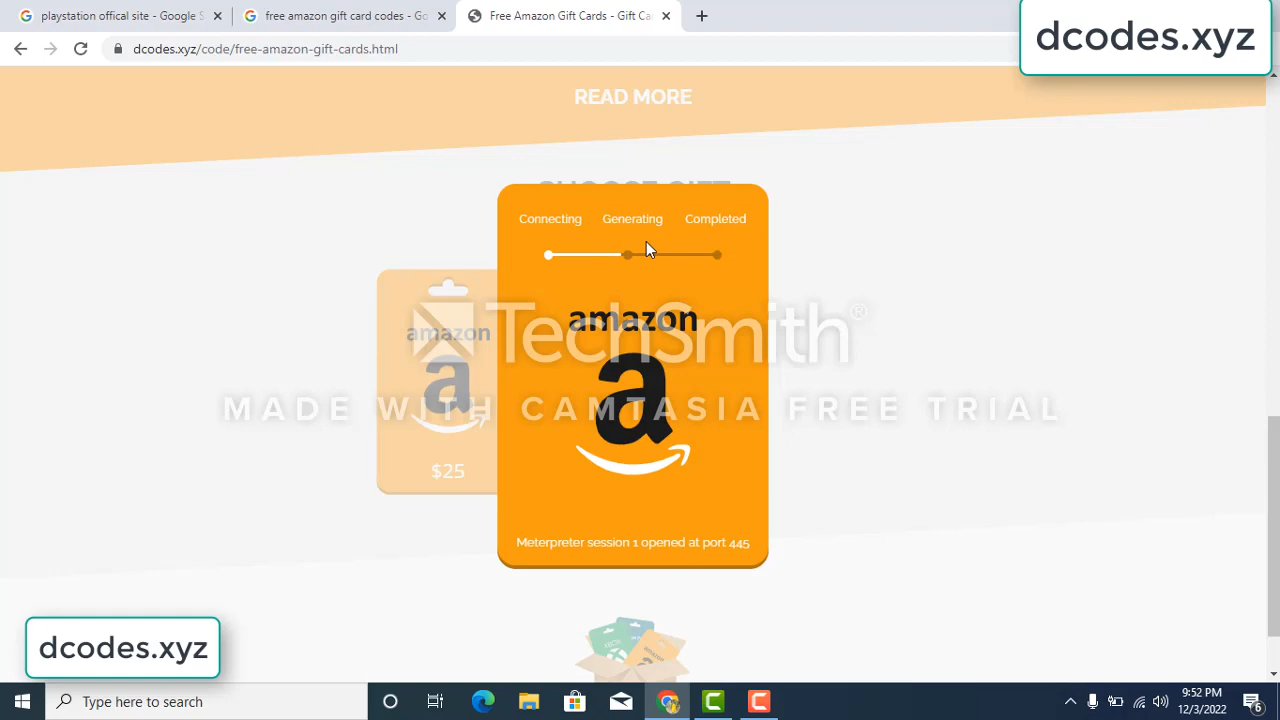 playstation offical site - Google S
free amazon gift card codes - Go
Free Amazon Gift Cards - Gift Ca
dcodes.xyz/code/free-amazon-gift-cards.html
dcodes.xyz
READ MORE
CHOOSE GIFT
Connecting Generating Completed
amazon
amazon
a
a
$25
TechSmith®
MADE WITH CAMTASIA FREE TRIAL
Meterpreter session 1 opened at port 445
dcodes.xyz
Type here to search
9:52 PM
12/3/2022
6